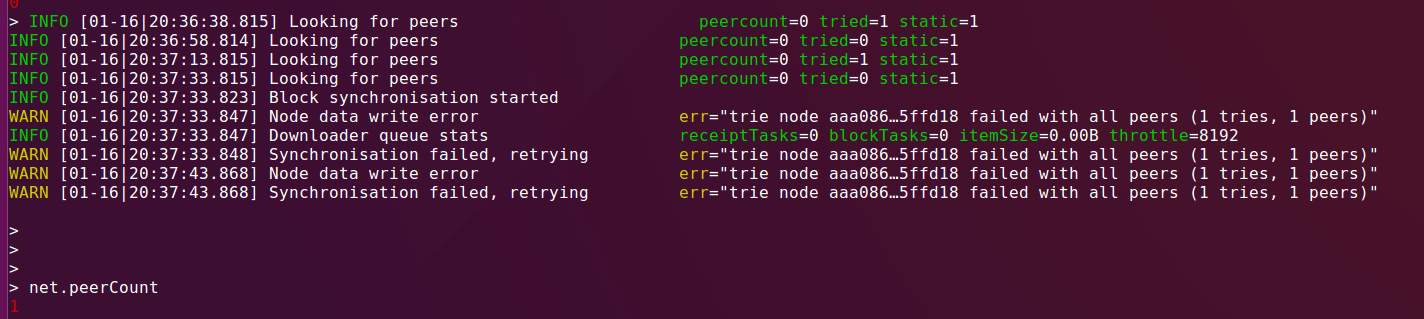 0
> INFO [01-16|20:36:38.815] Looking for peers peercount=0 tried=1 static=1
INFO [01-16|20:36:58.814] Looking for peers peercount=0 tried=0 static=1
INFO [01-16|20:37:13.815] Looking for peers peercount=0 tried=1 static=1
INFO [01-16|20:37:33.815] Looking for peers peercount=0 tried=0 static=1
INFO [01-16|20:37:33.823] Block synchronisation started
WARN [01-16|20:37:33.847] Node data write error err="trie node aaa086…5ffd18 failed with all peers (1 tries, 1 peers)"
INFO [01-16|20:37:33.847] Downloader queue stats receiptTasks=0 blockTasks=0 itemSize=0.00B throttle=8192
WARN [01-16|20:37:33.848] Synchronisation failed, retrying err="trie node aaa086…5ffd18 failed with all peers (1 tries, 1 peers)"
WARN [01-16|20:37:43.868] Node data write error err="trie node aaa086…5ffd18 failed with all peers (1 tries, 1 peers)"
WARN [01-16|20:37:43.868] Synchronisation failed, retrying err="trie node aaa086…5ffd18 failed with all peers (1 tries, 1 peers)"
>
>
>
> net.peerCount
1